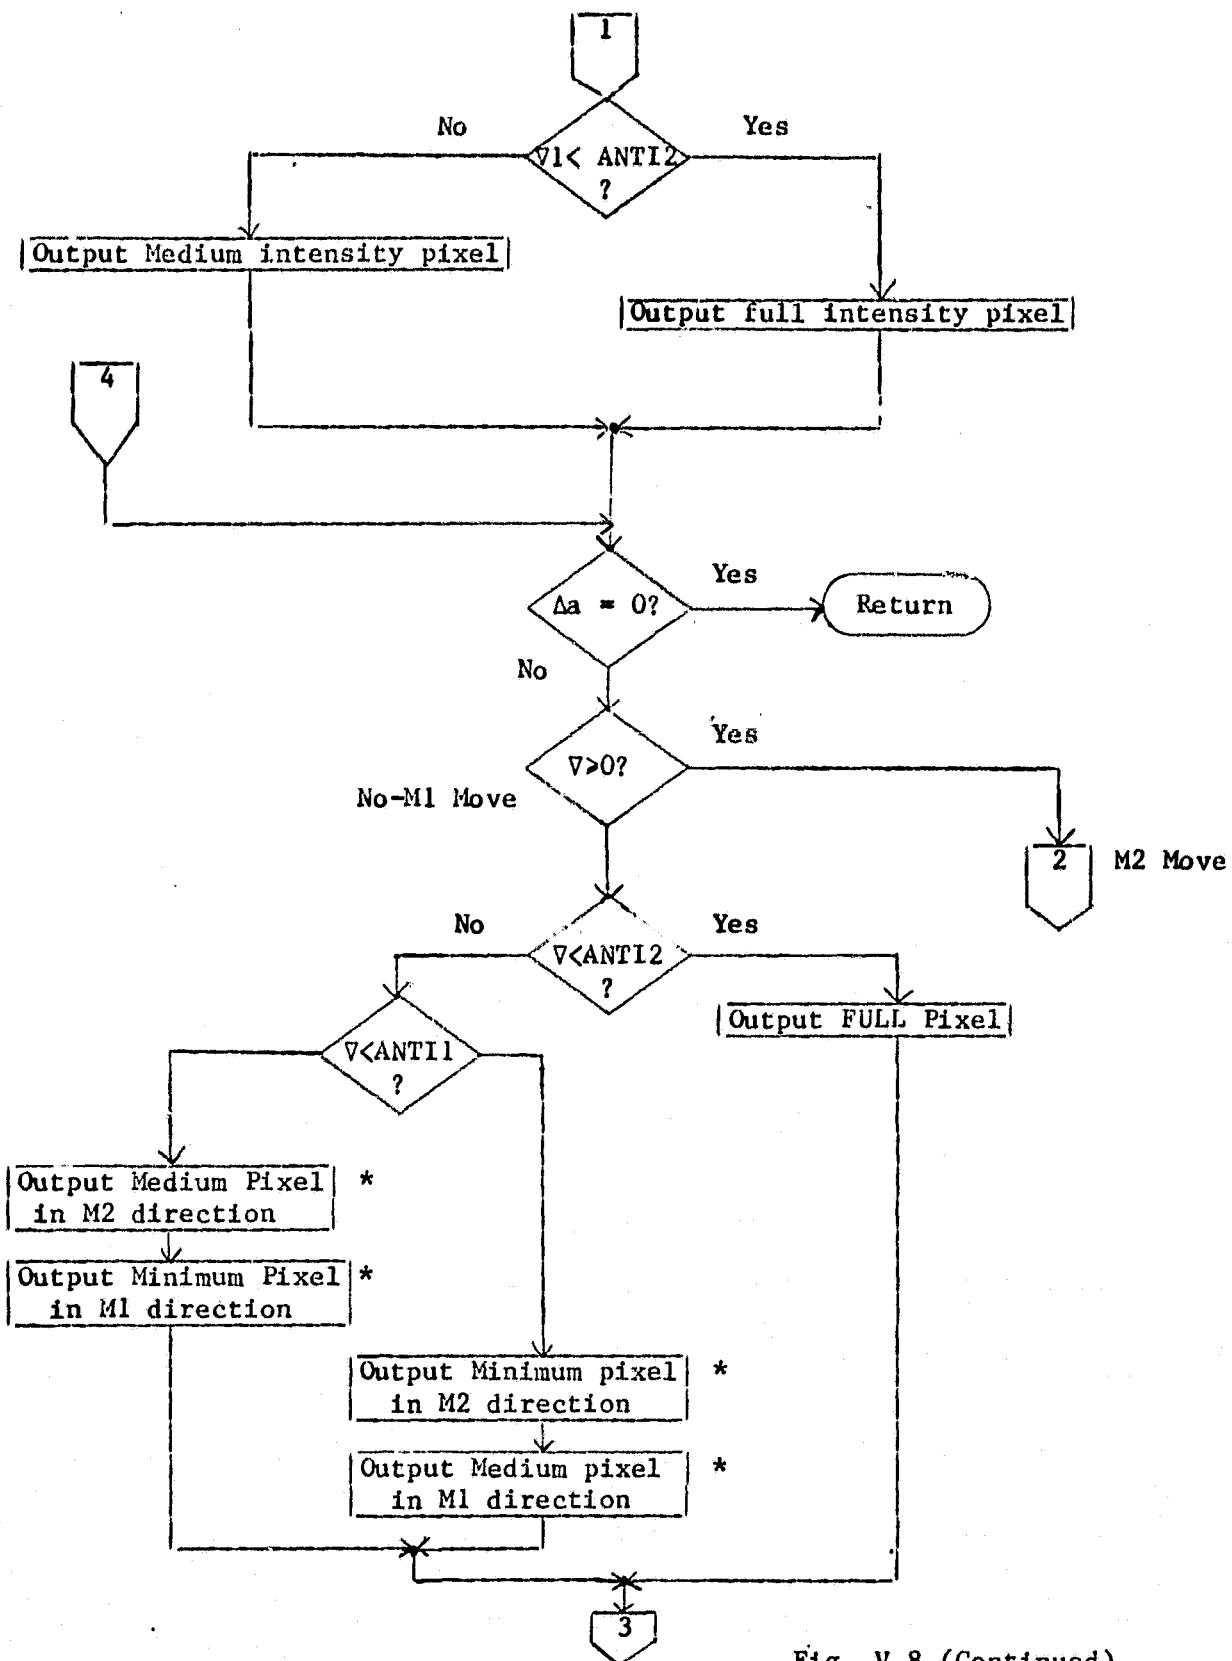 1
No
Yes
∇1< ANTI2
?
Output Medium intensity pixel
Output full intensity pixel
4
Yes
Δa = 0?
Return
No
Yes
∇≥0?
No-M1 Move
2
M2 Move
No
Yes
∇<ANTI2
?
Output FULL Pixel
∇<ANTI1
?
Output Medium Pixel *
in M2 direction
Output Minimum Pixel *
in M1 direction
Output Minimum pixel *
in M2 direction
Output Medium pixel *
in M1 direction
3
Fig. V.8 (Continued)